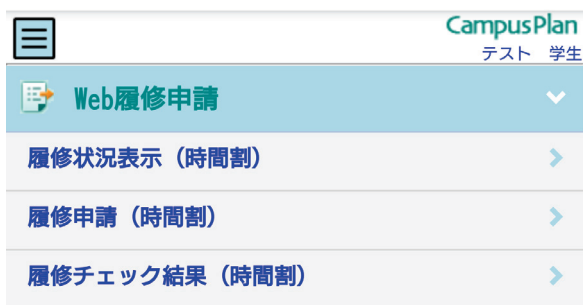 CampusPlan
テスト 学生
Web履修申請
履修状況表示（時間割）
履修申請（時間割）
履修チェック結果（時間割）